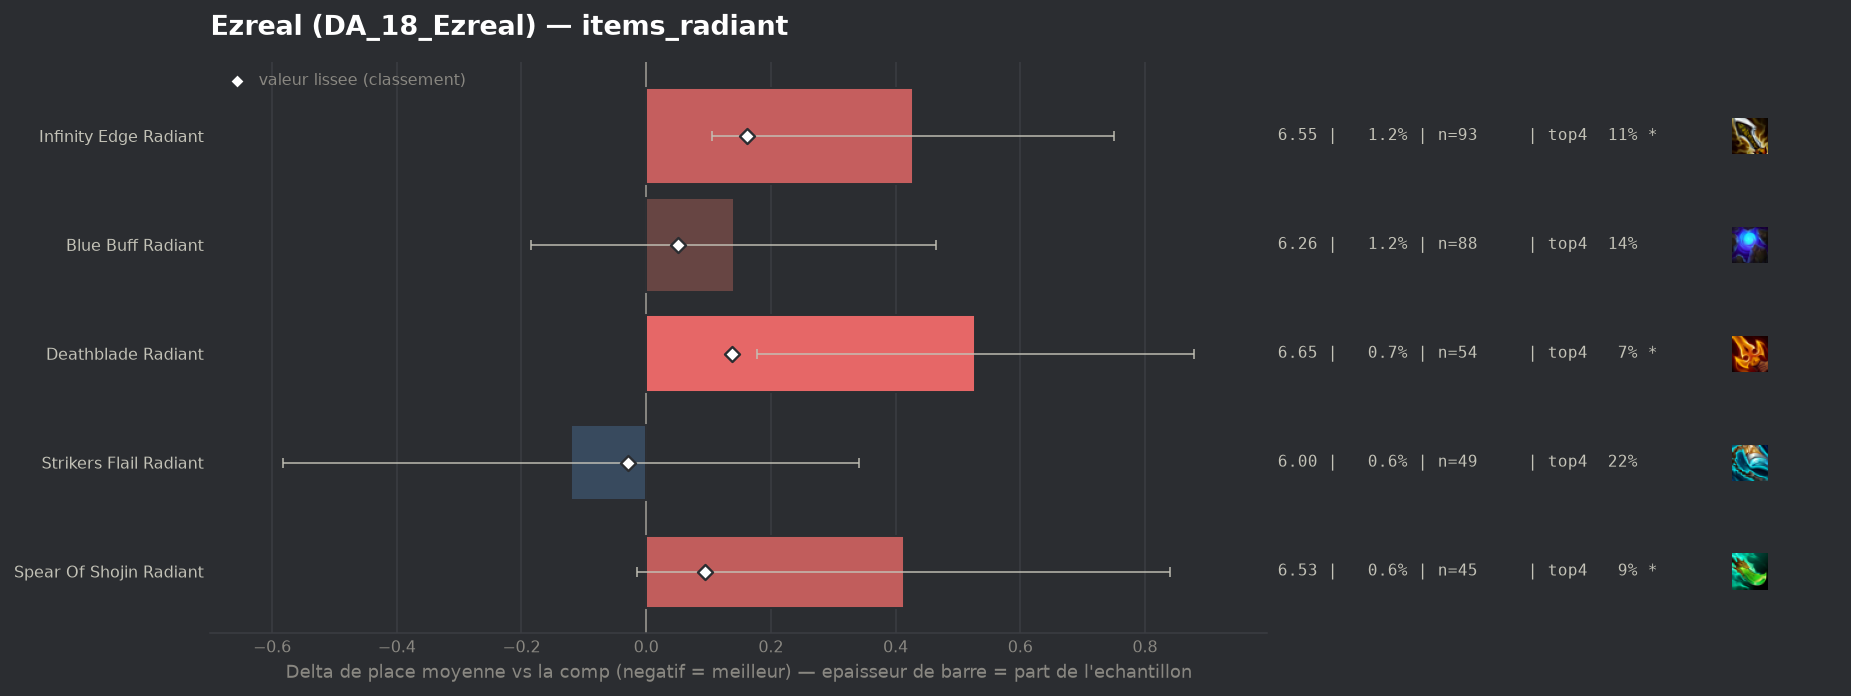 Ezreal (DA_18_Ezreal) — items_radiant
valeur lissee (classement)
Infinity Edge Radiant 6.55 | 1.2% | n=93 | top4 11% *
Blue Buff Radiant 6.26 | 1.2% | n=88 | top4 14%
Deathblade Radiant 6.65 | 0.7% | n=54 | top4 7% *
Strikers Flail Radiant 6.00 | 0.6% | n=49 | top4 22%
Spear Of Shojin Radiant 6.53 | 0.6% | n=45 | top4 9% *
−0.6 −0.4 −0.2 0.0 0.2 0.4 0.6 0.8
Delta de place moyenne vs la comp (negatif = meilleur) — epaisseur de barre = part de l'echantillon